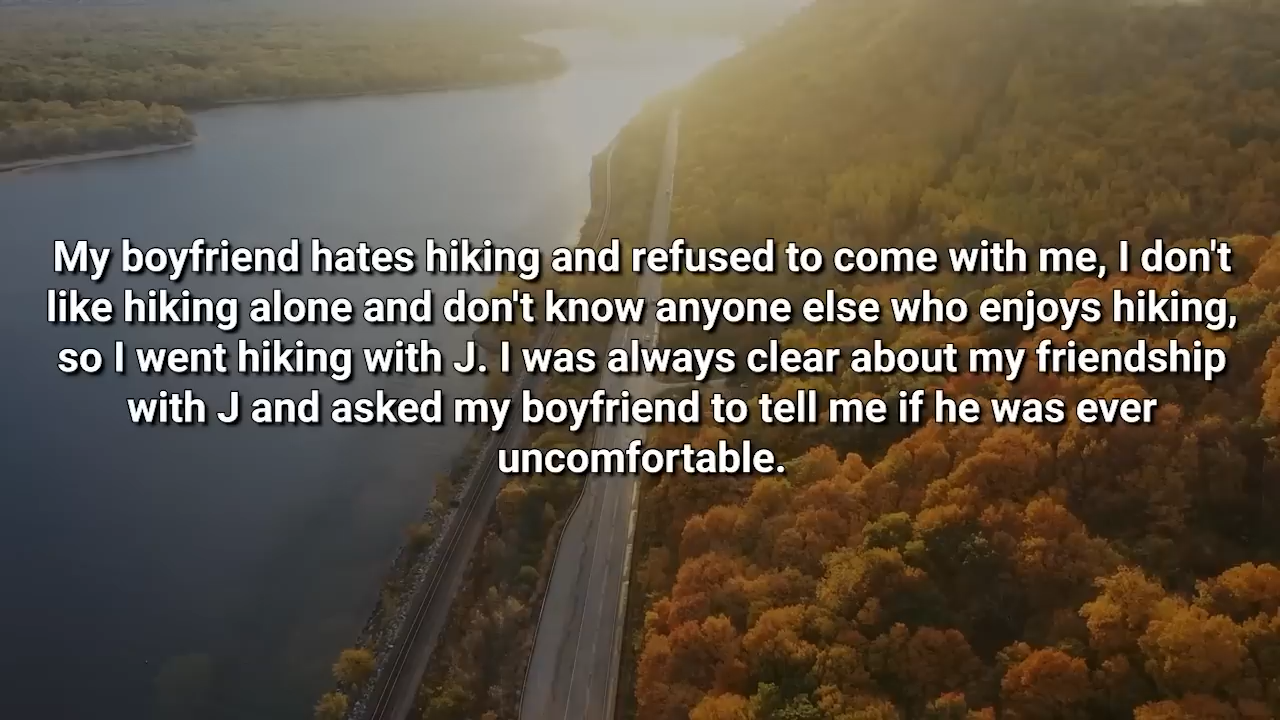 My boyfriend hates hiking and refused to come with me, I don't
like hiking alone and don't know anyone else who enjoys hiking,
so I went hiking with J. I was always clear about my friendship
with J and asked my boyfriend to tell me if he was ever
uncomfortable.